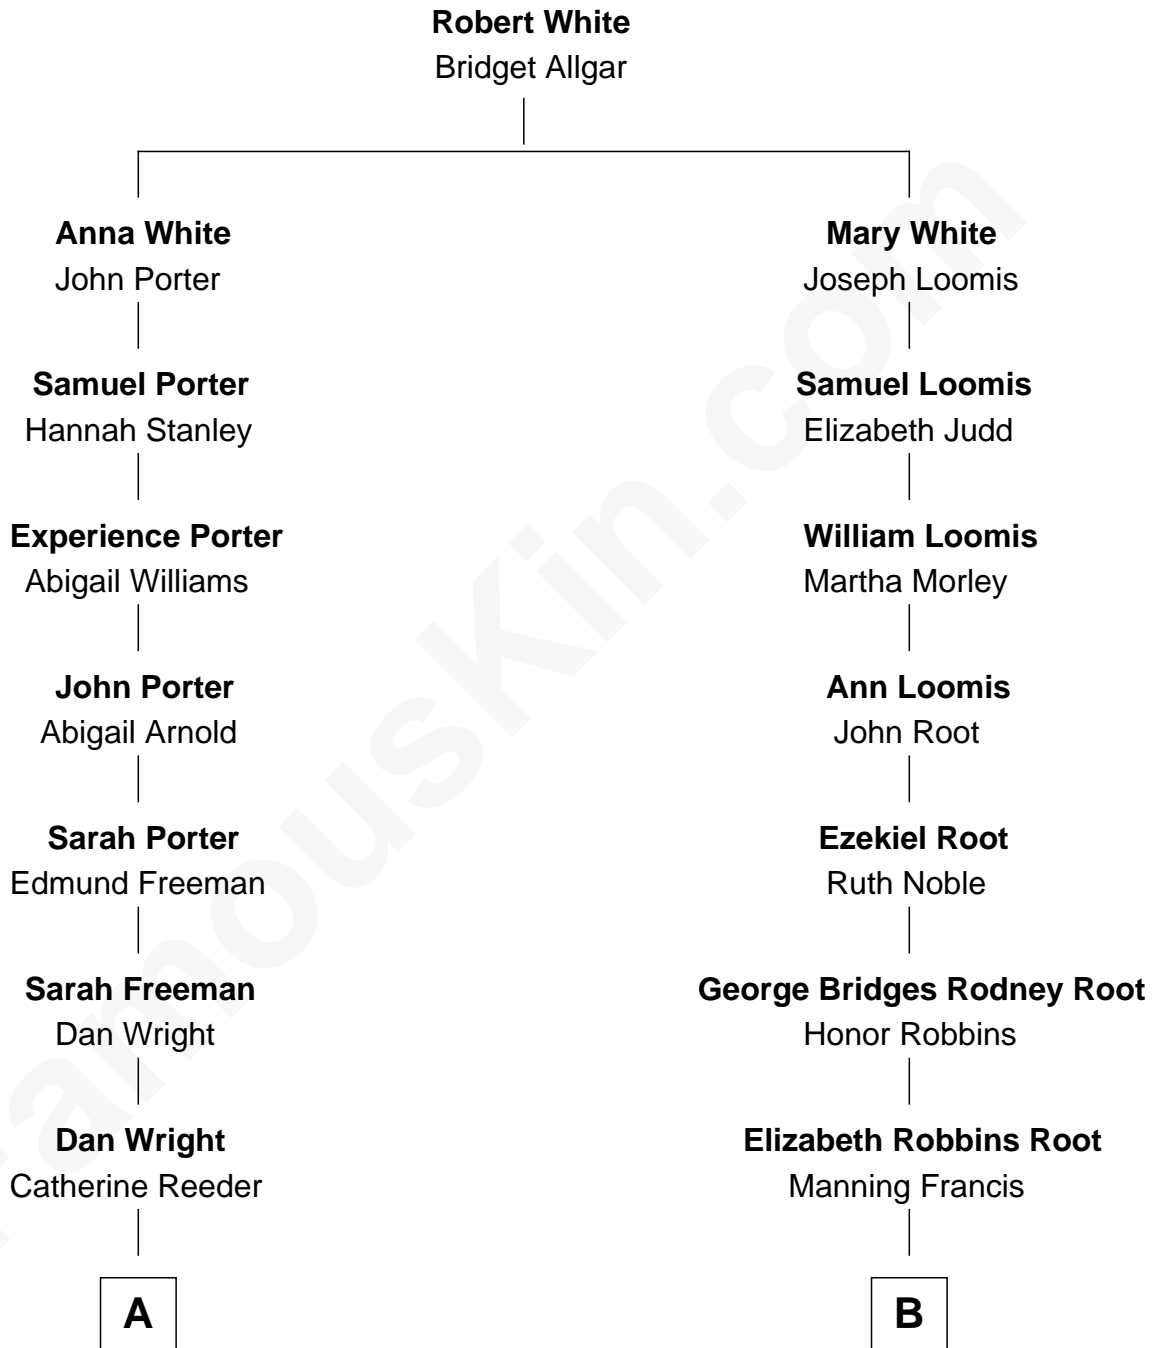 Robert White
Bridget Allgar
Anna White
John Porter
Mary White
Joseph Loomis
Samuel Porter
Hannah Stanley
Samuel Loomis
Elizabeth Judd
Experience Porter
Abigail Williams
William Loomis
Martha Morley
John Porter
Abigail Arnold
Ann Loomis
John Root
Sarah Porter
Edmund Freeman
Ezekiel Root
Ruth Noble
Sarah Freeman
Dan Wright
George Bridges Rodney Root
Honor Robbins
Dan Wright
Catherine Reeder
Elizabeth Robbins Root
Manning Francis
A
B
FamousKin.com